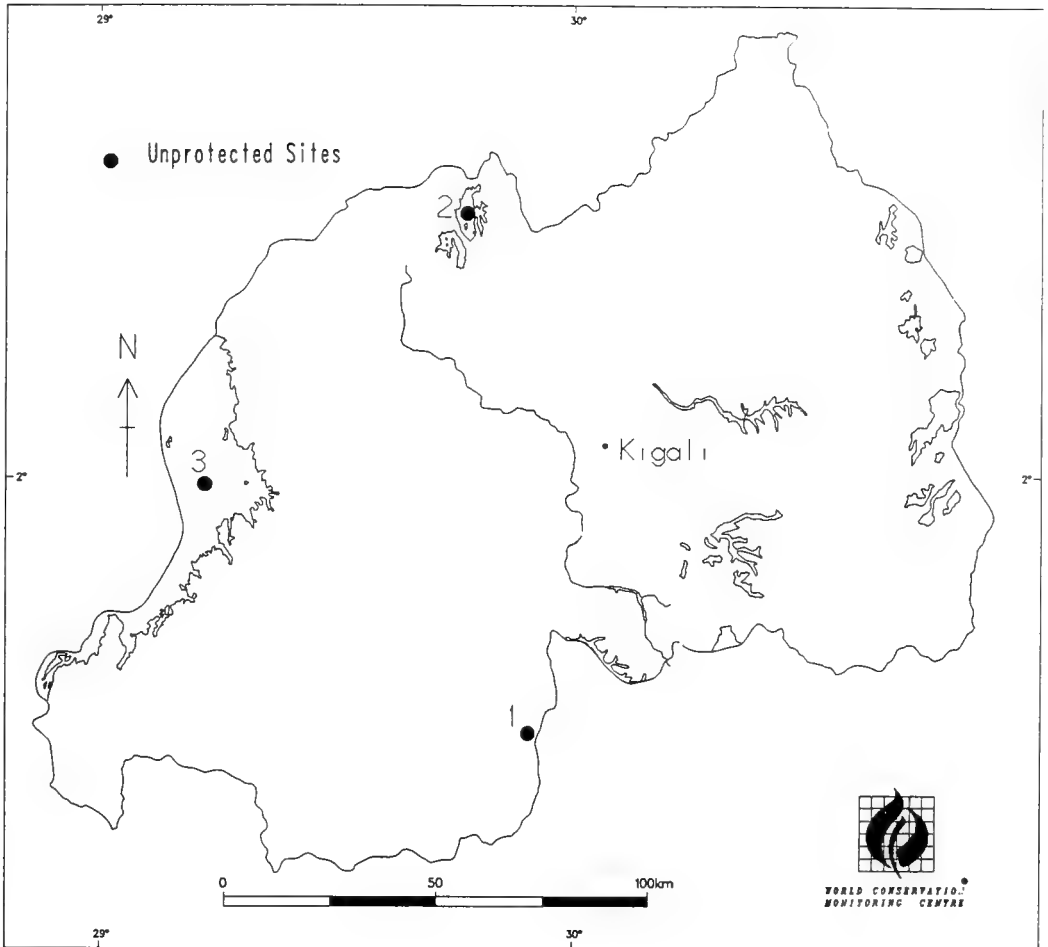 29° 30°
Unprotected Sites
2
N
Kigali
3
2° 2°
1
0 50 100km
WORLD CONSERVATION
MONITORING CENTRE
29° 30°